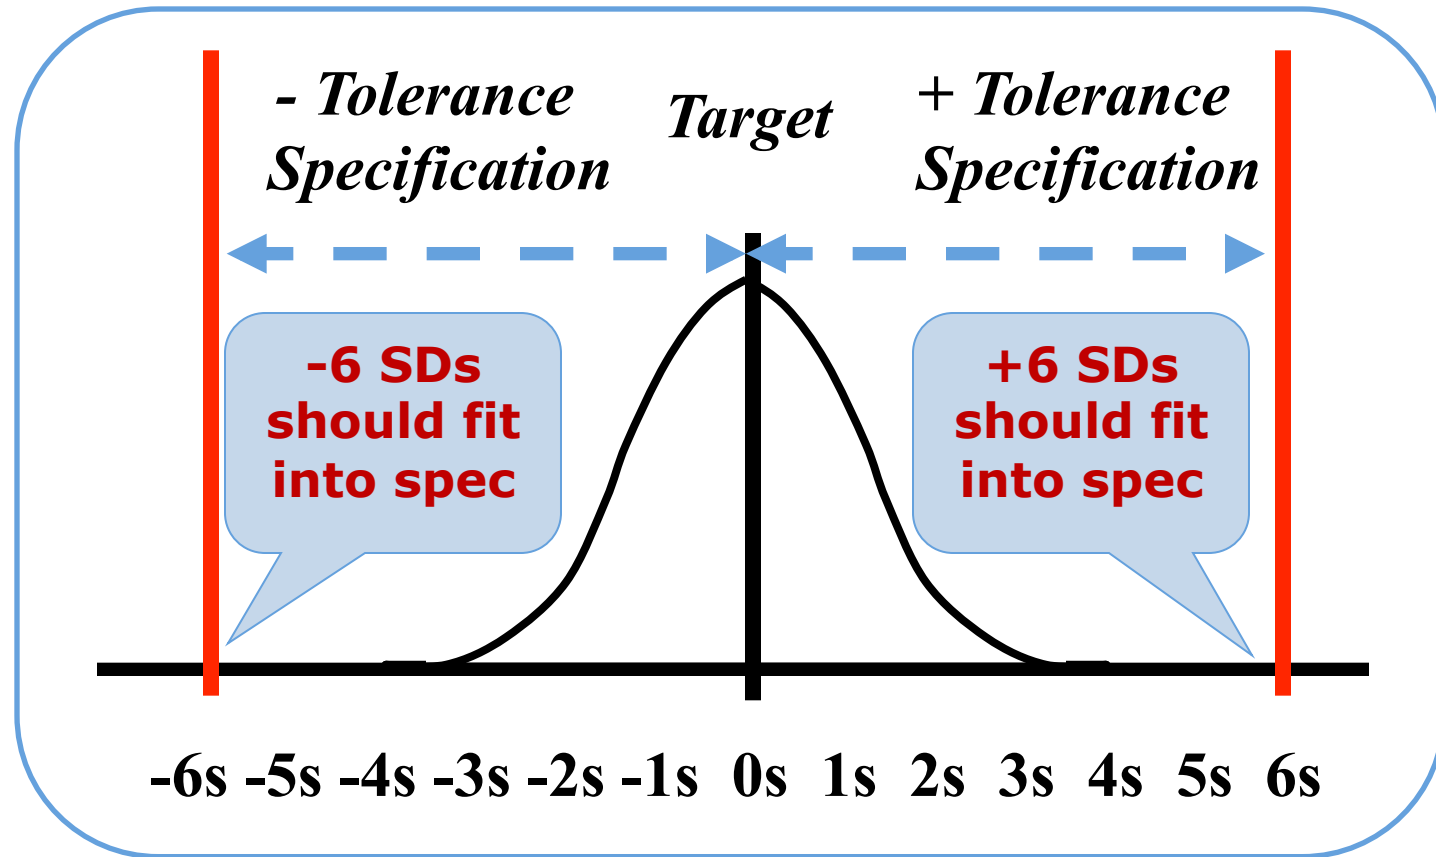 - Tolerance
Specification
Target
+ Tolerance
Specification
-6 SDs
should fit
into spec
+6 SDs
should fit
into spec
-6s -5s -4s -3s -2s -1s 0s 1s 2s 3s 4s 5s 6s